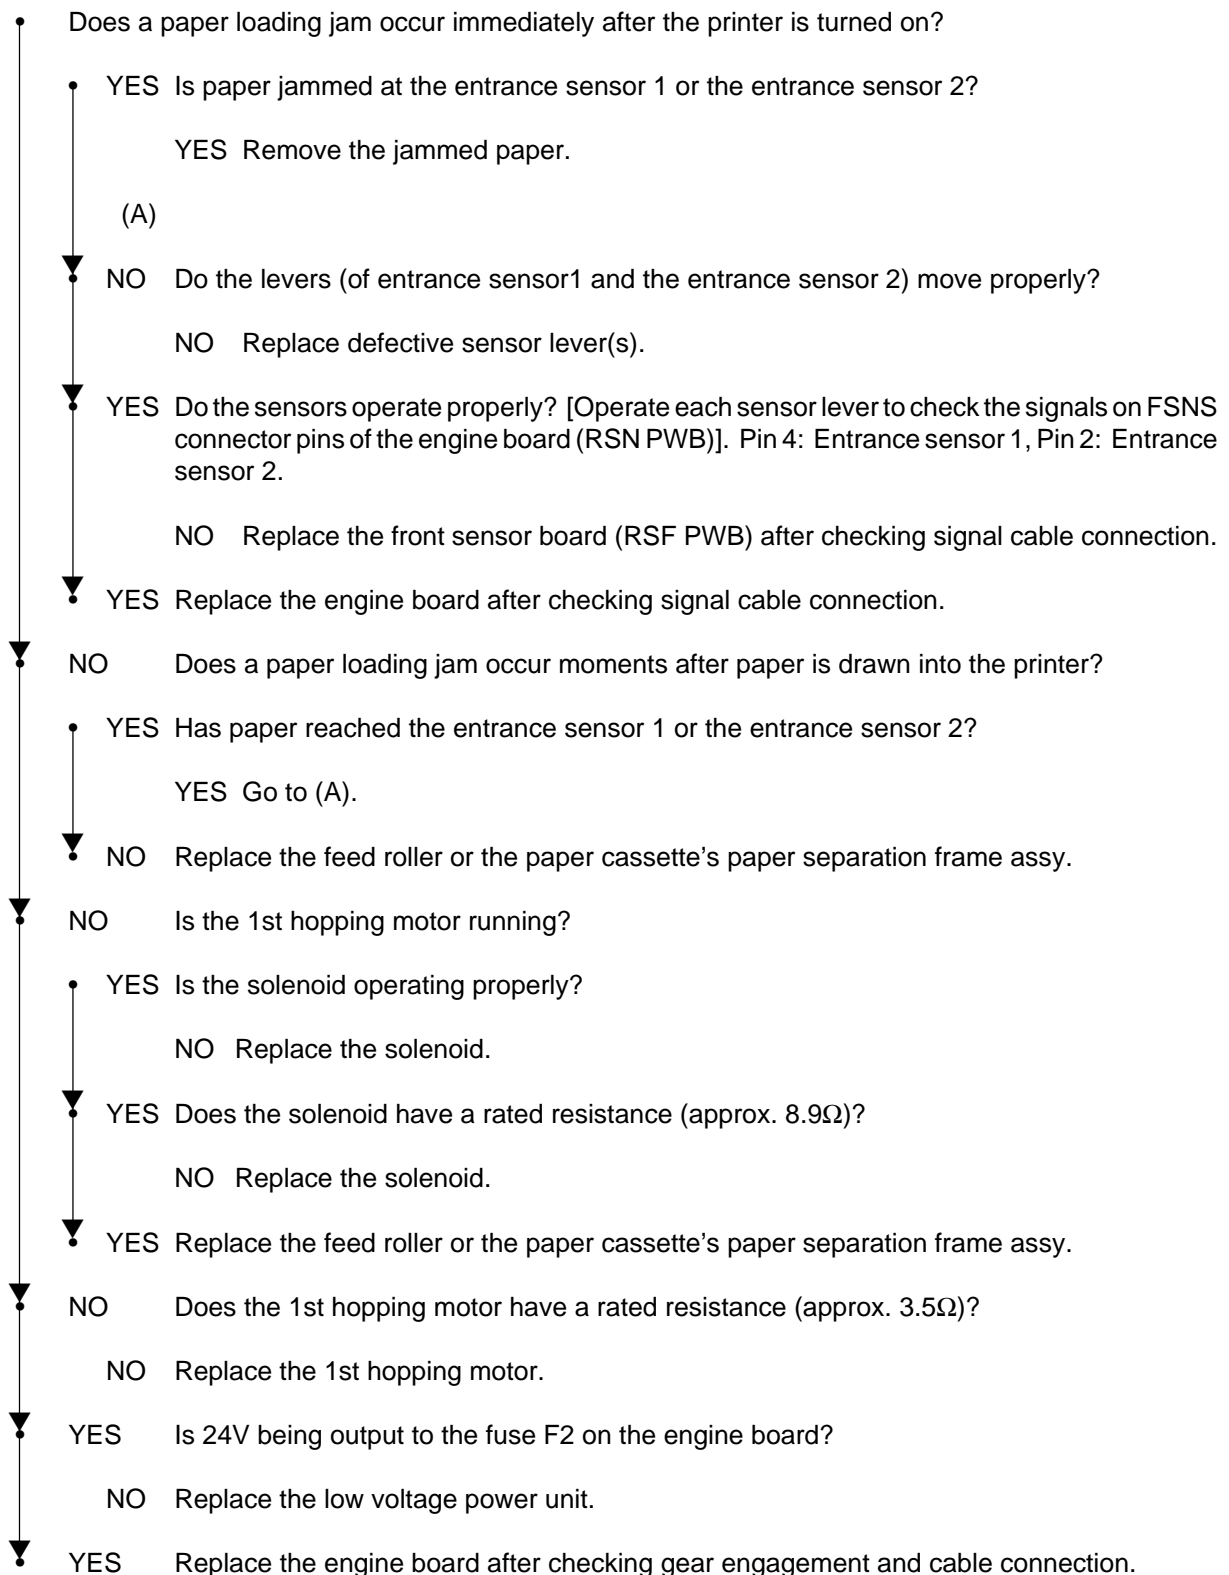 Does a paper loading jam occur immediately after the printer is turned on?
YES Is paper jammed at the entrance sensor 1 or the entrance sensor 2?
YES Remove the jammed paper.
(A)
NO Do the levers (of entrance sensor1 and the entrance sensor 2) move properly?
NO Replace defective sensor lever(s).
YES Do the sensors operate properly? [Operate each sensor lever to check the signals on FSNS
connector pins of the engine board (RSN PWB)]. Pin 4: Entrance sensor 1, Pin 2: Entrance
sensor 2.
NO Replace the front sensor board (RSF PWB) after checking signal cable connection.
YES Replace the engine board after checking signal cable connection.
NO Does a paper loading jam occur moments after paper is drawn into the printer?
YES Has paper reached the entrance sensor 1 or the entrance sensor 2?
YES Go to (A).
NO Replace the feed roller or the paper cassette’s paper separation frame assy.
NO Is the 1st hopping motor running?
YES Is the solenoid operating properly?
NO Replace the solenoid.
YES Does the solenoid have a rated resistance (approx. 8.9Ω)?
NO Replace the solenoid.
YES Replace the feed roller or the paper cassette’s paper separation frame assy.
NO Does the 1st hopping motor have a rated resistance (approx. 3.5Ω)?
NO Replace the 1st hopping motor.
YES Is 24V being output to the fuse F2 on the engine board?
NO Replace the low voltage power unit.
YES Replace the engine board after checking gear engagement and cable connection.